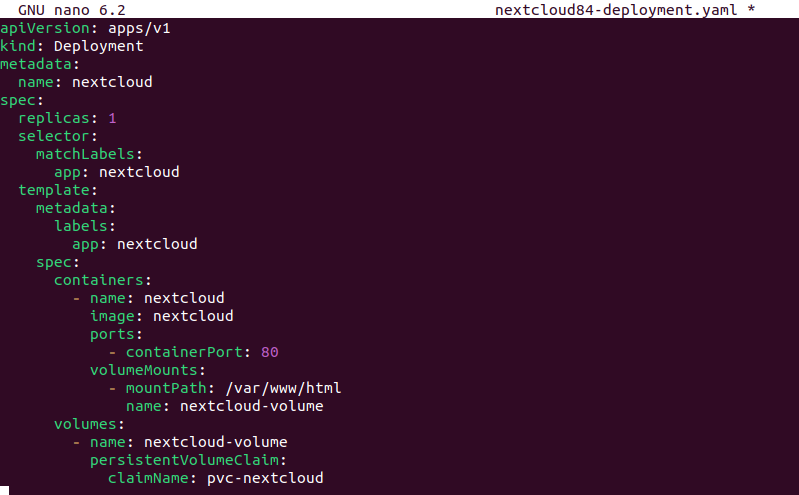 GNU nano 6.2 nextcloud84-deployment.yaml *
apiVersion: apps/v1
kind: Deployment
metadata:
  name: nextcloud
spec:
  replicas: 1
  selector:
    matchLabels:
      app: nextcloud
  template:
    metadata:
      labels:
        app: nextcloud
    spec:
      containers:
        - name: nextcloud
          image: nextcloud
          ports:
            - containerPort: 80
          volumeMounts:
            - mountPath: /var/www/html
              name: nextcloud-volume
      volumes:
        - name: nextcloud-volume
          persistentVolumeClaim:
            claimName: pvc-nextcloud